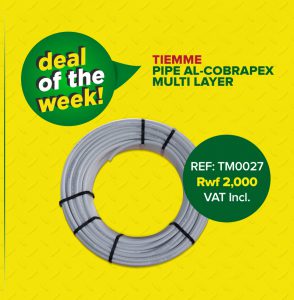 deal
of the
week!
TIEMME
PIPE AL-COBRAPEX
MULTI LAYER
REF: TM0027
Rwf 2,000
VAT Incl.